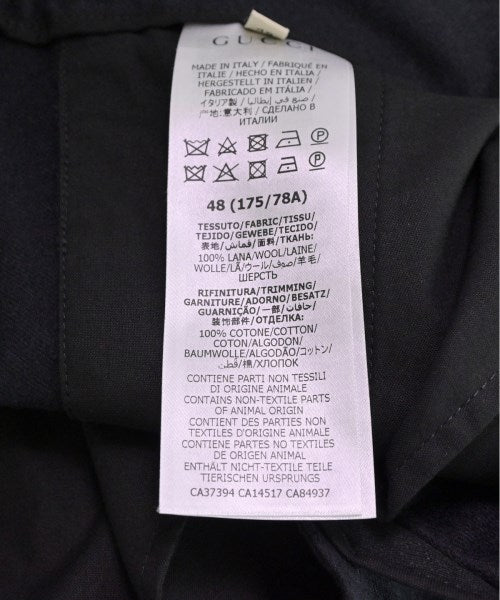 GUCCI
MADE IN ITALY / FABRIQUÉ EN
ITALIE / HECHO EN ITALIA /
HERGESTELLT IN ITALIEN /
FABRICADO EM ITÁLIA /
イタリア製 / صنع في إيطاليا /
产地:意大利 / СДЕЛАНО В
ИТАЛИИ
48 (175/78A)
TESSUTO/FABRIC/TISSU/
TEJIDO/GEWEBE/TECIDO/
表地/قماش/面料/ТКАНЬ:
100% LANA/WOOL/LAINE/
WOLLE/LÃ/ウール/صوف/羊毛/
ШЕРСТЬ
RIFINITURA/TRIMMING/
GARNITURE/ADORNO/BESATZ/
GUARNIÇÃO/一部/حافات/
装饰部件/ОТДЕЛКА:
100% COTONE/COTTON/
COTON/ALGODON/
BAUMWOLLE/ALGODÃO/コットン/
قطن/棉/ХЛОПОК
CONTIENE PARTI NON TESSILI
DI ORIGINE ANIMALE
CONTAINS NON-TEXTILE PARTS
OF ANIMAL ORIGIN
CONTIENT DES PARTIES NON
TEXTILES D'ORIGINE ANIMALE
CONTIENE PARTES NO TEXTILES
DE ORIGEN ANIMAL
ENTHÄLT NICHT-TEXTILE TEILE
TIERISCHEN URSPRUNGS
CA37394 CA14517 CA84937